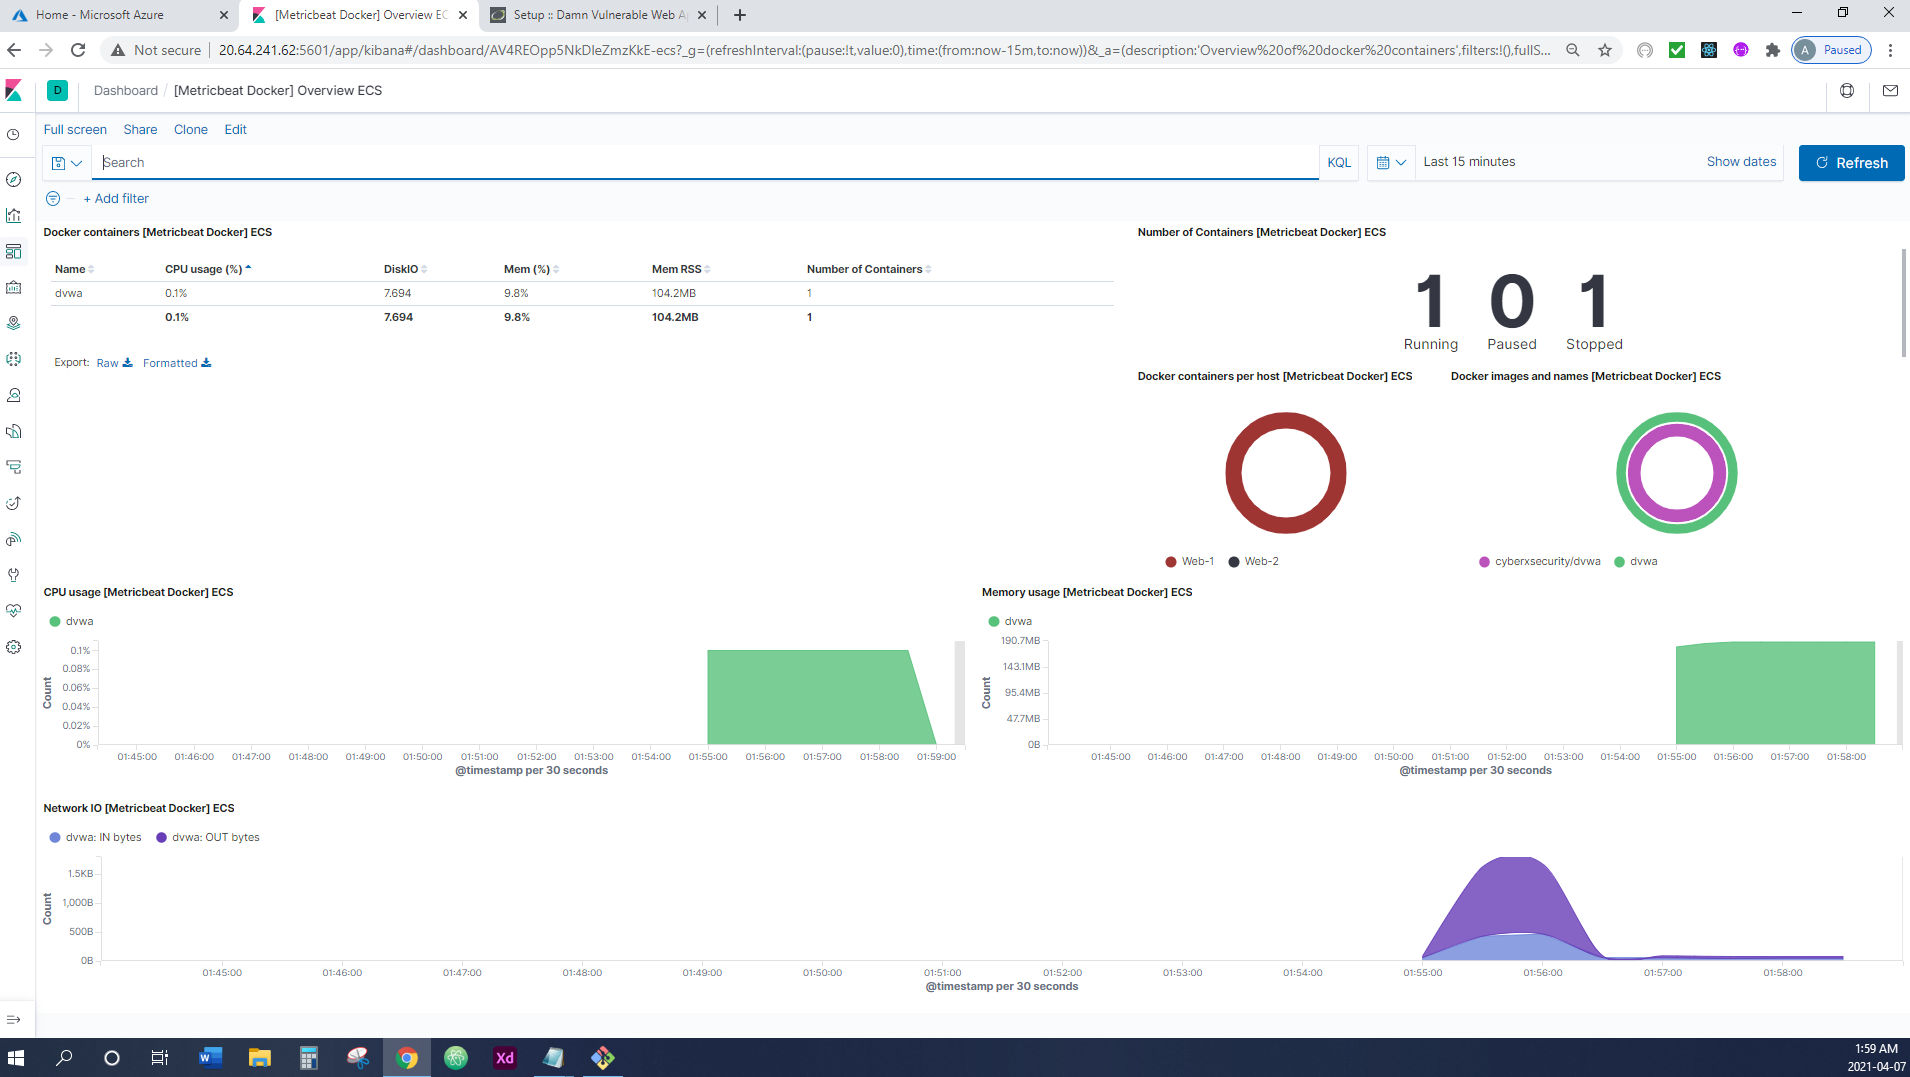 Home - Microsoft Azure
[Metricbeat Docker] Overview EC
Setup :: Damn Vulnerable Web A
Not secure
20.64.241.62:5601/app/kibana#/dashboard/AV4REOpp5NkDleZmzKkE-ecs?_g=(refreshInterval:(pause:!t,value:0),time:(from:now-15m,to:now))&_a=(description:'Overview%20of%20docker%20containers',filters:!(),fullS...
A Paused
D
Dashboard / [Metricbeat Docker] Overview ECS
Full screen Share Clone Edit
Search
KQL
Last 15 minutes
Show dates
Refresh
+ Add filter
Docker containers [Metricbeat Docker] ECS
Name CPU usage (%) DiskIO Mem (%) Mem RSS Number of Containers
dvwa 0.1% 7.694 9.8% 104.2MB 1
0.1% 7.694 9.8% 104.2MB 1
Export: Raw Formatted
Number of Containers [Metricbeat Docker] ECS
1 0 1
Running Paused Stopped
Docker containers per host [Metricbeat Docker] ECS
Web-1 Web-2
Docker images and names [Metricbeat Docker] ECS
cyberxsecurity/dvwa dvwa
CPU usage [Metricbeat Docker] ECS
dvwa
0.1%
0.08%
0.06%
0.04%
0.02%
0%
Count
01:45:00 01:46:00 01:47:00 01:48:00 01:49:00 01:50:00 01:51:00 01:52:00 01:53:00 01:54:00 01:55:00 01:56:00 01:57:00 01:58:00 01:59:00
@timestamp per 30 seconds
Memory usage [Metricbeat Docker] ECS
dvwa
190.7MB
143.1MB
95.4MB
47.7MB
0B
Count
01:45:00 01:46:00 01:47:00 01:48:00 01:49:00 01:50:00 01:51:00 01:52:00 01:53:00 01:54:00 01:55:00 01:56:00 01:57:00 01:58:00
@timestamp per 30 seconds
Network IO [Metricbeat Docker] ECS
dvwa: IN bytes dvwa: OUT bytes
1.5KB
1,000B
500B
0B
Count
01:45:00 01:46:00 01:47:00 01:48:00 01:49:00 01:50:00 01:51:00 01:52:00 01:53:00 01:54:00 01:55:00 01:56:00 01:57:00 01:58:00
@timestamp per 30 seconds
W
Xd
1:59 AM
2021-04-07